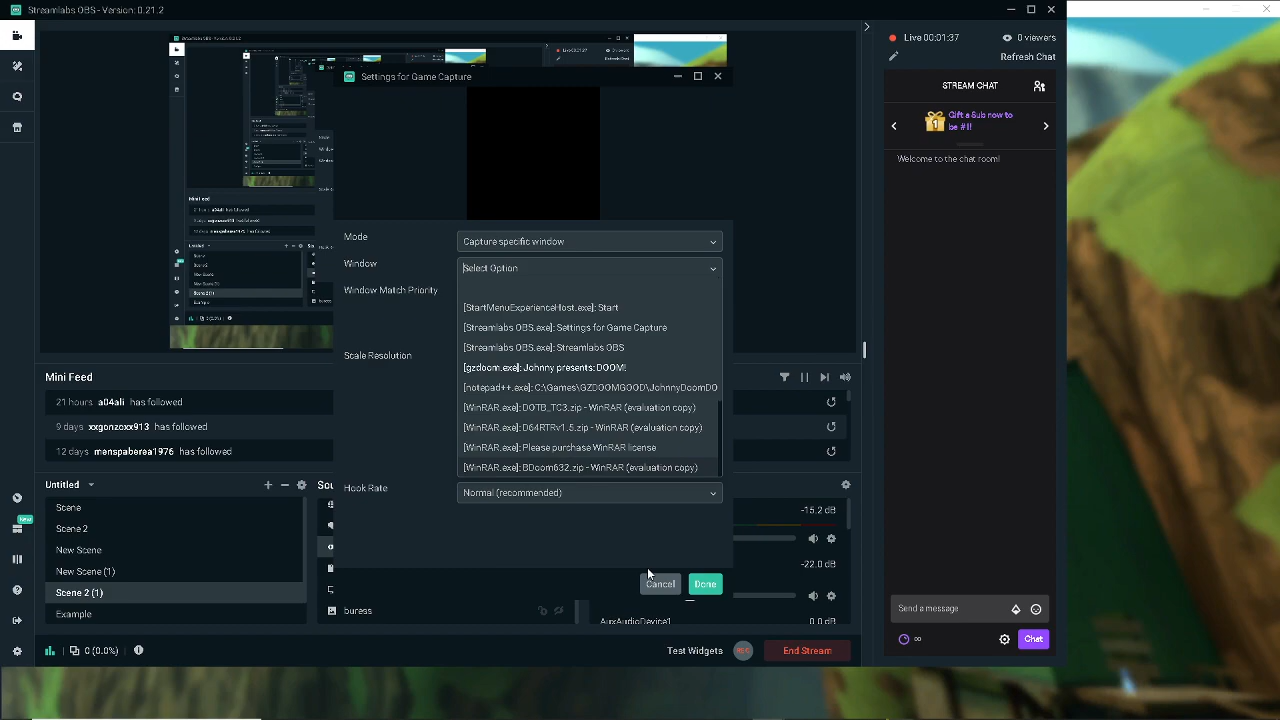 Streamlabs OBS - Version: 0.21.2
Live 00:01:37
0 viewers
Refresh Chat
Settings for Game Capture
STREAM CHAT
Gift a Sub now to
be #1!
1
Welcome to the chat room!
Mode
Capture specific window
Window
Select Option
Window Match Priority
[StartMenuExperienceHost.exe]: Start
[Streamlabs OBS.exe]: Settings for Game Capture
[Streamlabs OBS.exe]: Streamlabs OBS
Scale Resolution
[gzdoom.exe]: Johnny presents: DOOM!
[notepad++.exe]: C:\Games\GZDOOMGOOD\JohnnyDoomDO
[WinRAR.exe]: DOTB_TC3.zip - WinRAR (evaluation copy)
[WinRAR.exe]: D64RTRv1.5.zip - WinRAR (evaluation copy)
[WinRAR.exe]: Please purchase WinRAR license
[WinRAR.exe]: BDoom632.zip - WinRAR (evaluation copy)
Hook Rate
Normal (recommended)
Cancel
Done
Mini Feed
21 hours a04ali has followed
9 days xxgonzoxx913 has followed
12 days menspaberea1976 has followed
Untitled
Sou
Scene
Scene 2
New Scene
New Scene (1)
Scene 2 (1)
Example
buress
-15.2 dB
-22.0 dB
AuxAudioDevice1
0.0 dB
New
0 (0.0%)
Test Widgets
REC
End Stream
Send a message
∞
Chat